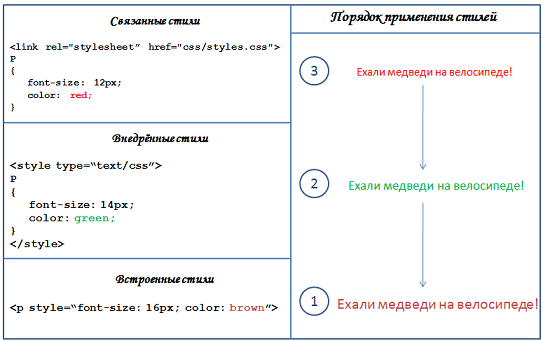 Связанные стили
<link rel="stylesheet" href="css/styles.css">
P
{
font-size: 12px;
color: red;
}
Внедрённые стили
<style type=“text/css”>
P
{
font-size: 14px;
color: green;
}
</style>
Встроенные стили
<p style=“font-size: 16px; color: brown”>
Порядок применения стилей
3 Ехали медведи на велосипеде!
2 Ехали медведи на велосипеде!
1 Ехали медведи на велосипеде!